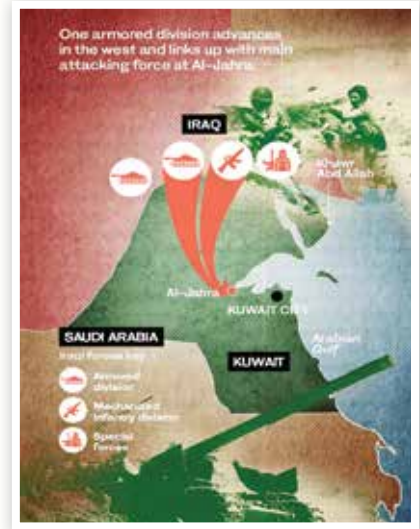 One armored division advances
in the west and links up with main
attacking force at Al-Jahra.
IRAQ
Khawr
Abd Allah
Al-Jahra
KUWAIT CITY
SAUDI ARABIA
Arabian
Gulf
KUWAIT
Iraqi forces key
Armored
division
Mechanized
infantry division
Special
forces